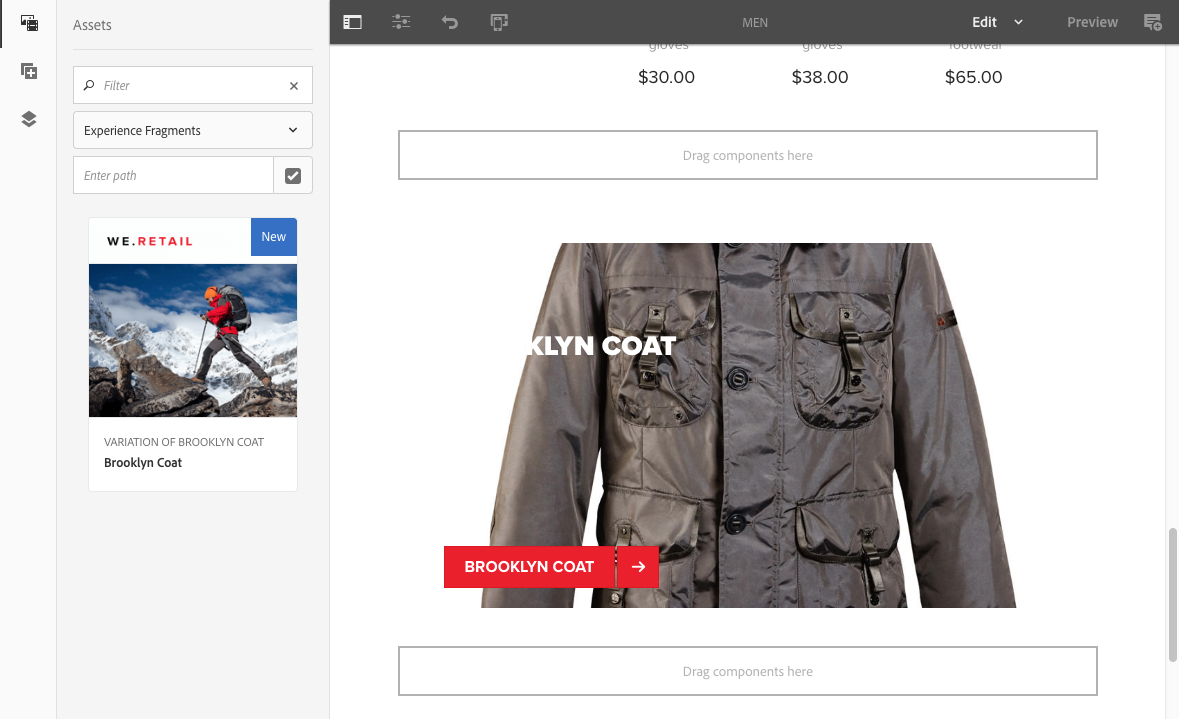 Assets
Filter
Experience Fragments
Enter path
WE.RETAIL
New
VARIATION OF BROOKLYN COAT
Brooklyn Coat
MEN
Edit
Preview
gloves gloves footwear
$30.00 $38.00 $65.00
Drag components here
KLYN COAT
BROOKLYN COAT
Drag components here